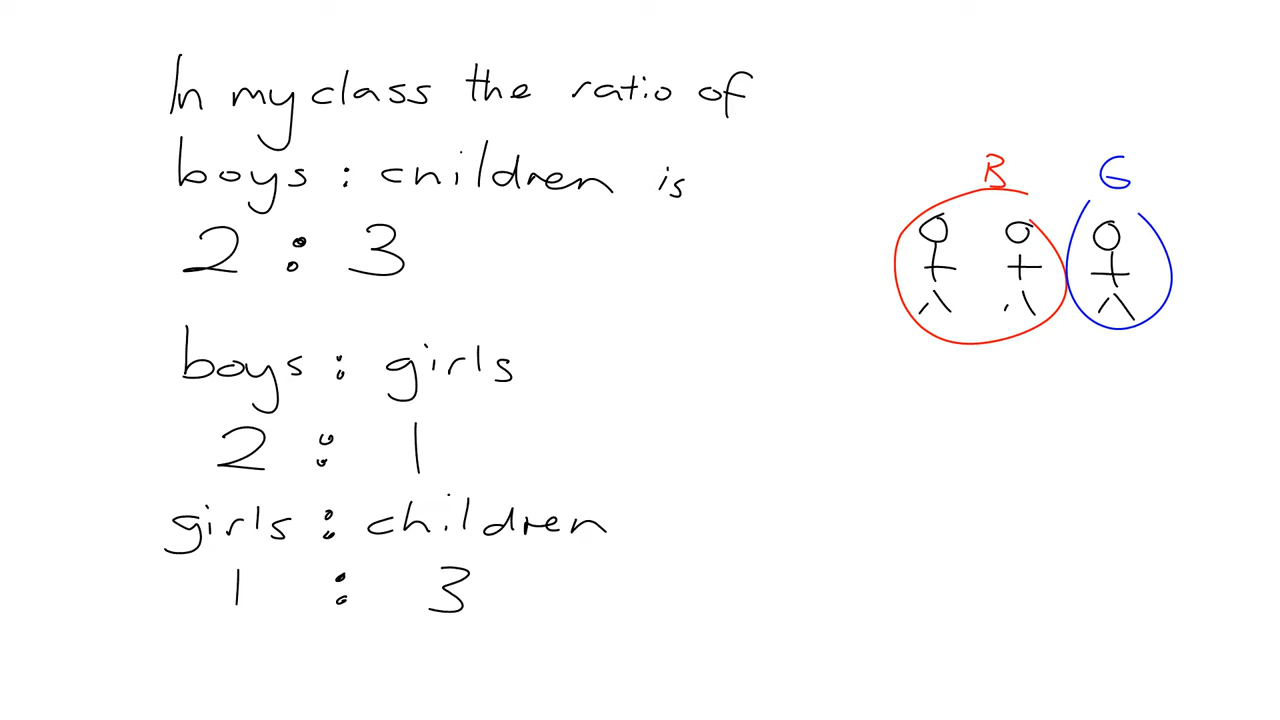 In my class the ratio of
boys : children is
2 : 3
B G
boys : girls
2 : 1
girls : children
1 : 3